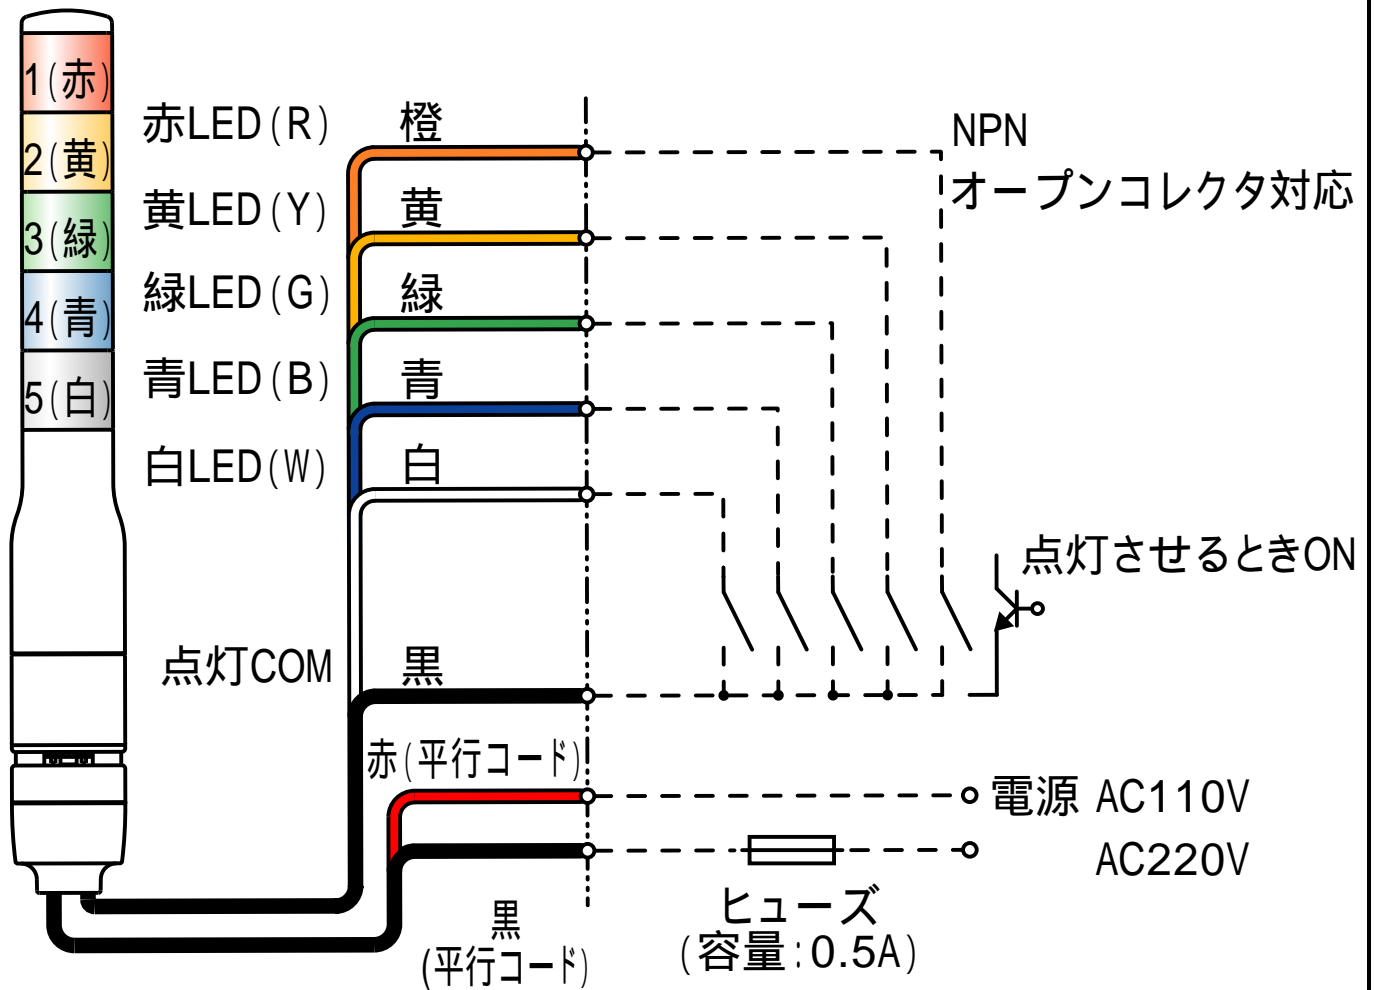 1(赤)
2(黄)
3(緑)
4(青)
5(白)
赤LED(R) 橙
黄LED(Y) 黄
緑LED(G) 緑
青LED(B) 青
白LED(W) 白
点灯COM 黒
NPN
オープンコレクタ対応
点灯させるときON
赤(平行コード)
電源 AC110V
AC220V
黒
(平行コード)
ヒューズ
(容量:0.5A)